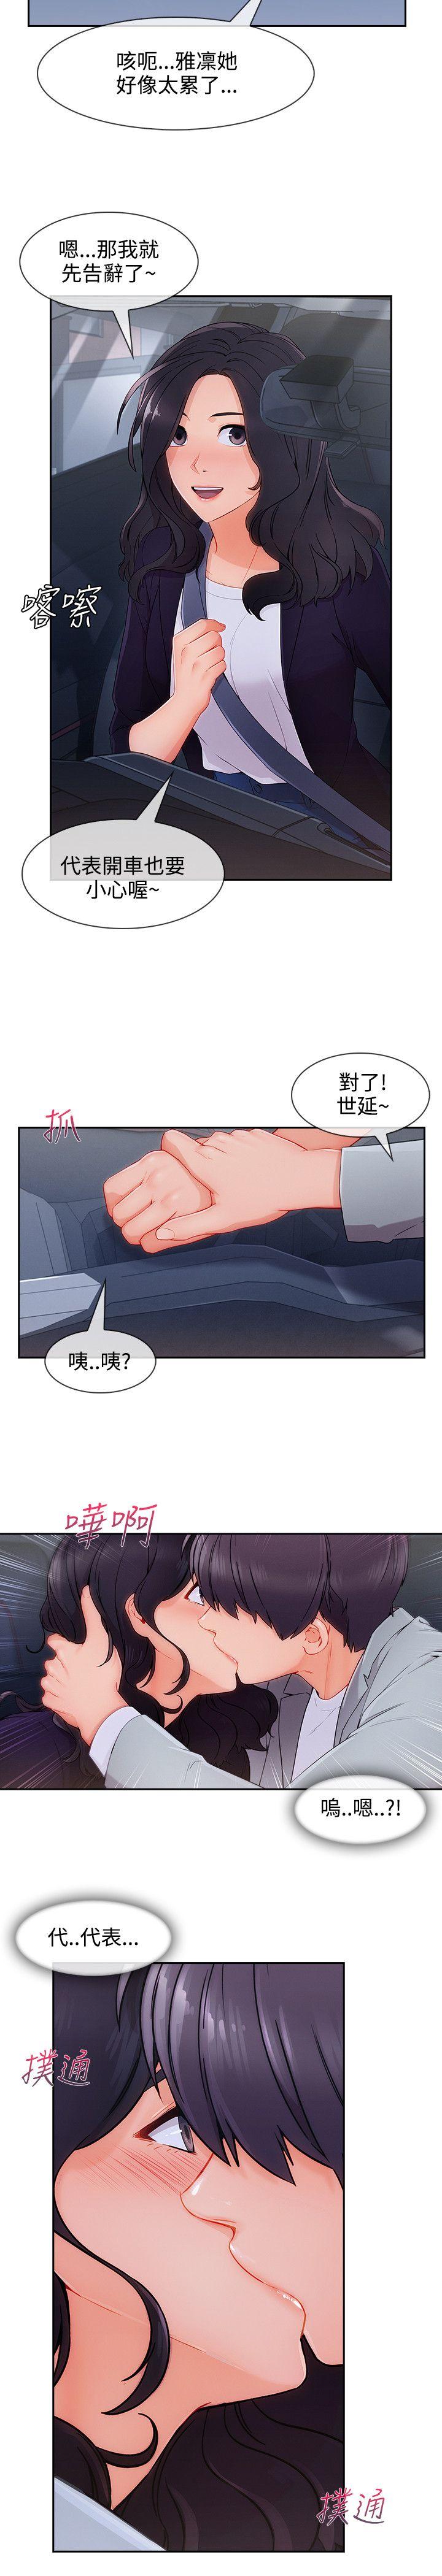 咳呃...雅凜她
好像太累了...
嗯...那我就
先告辭了~
喀嚓
代表開車也要
小心喔~
對了!
世延~
抓
咦..咦?
嘩啊
嗚..嗯..?!
代..代表...
撲通
撲通